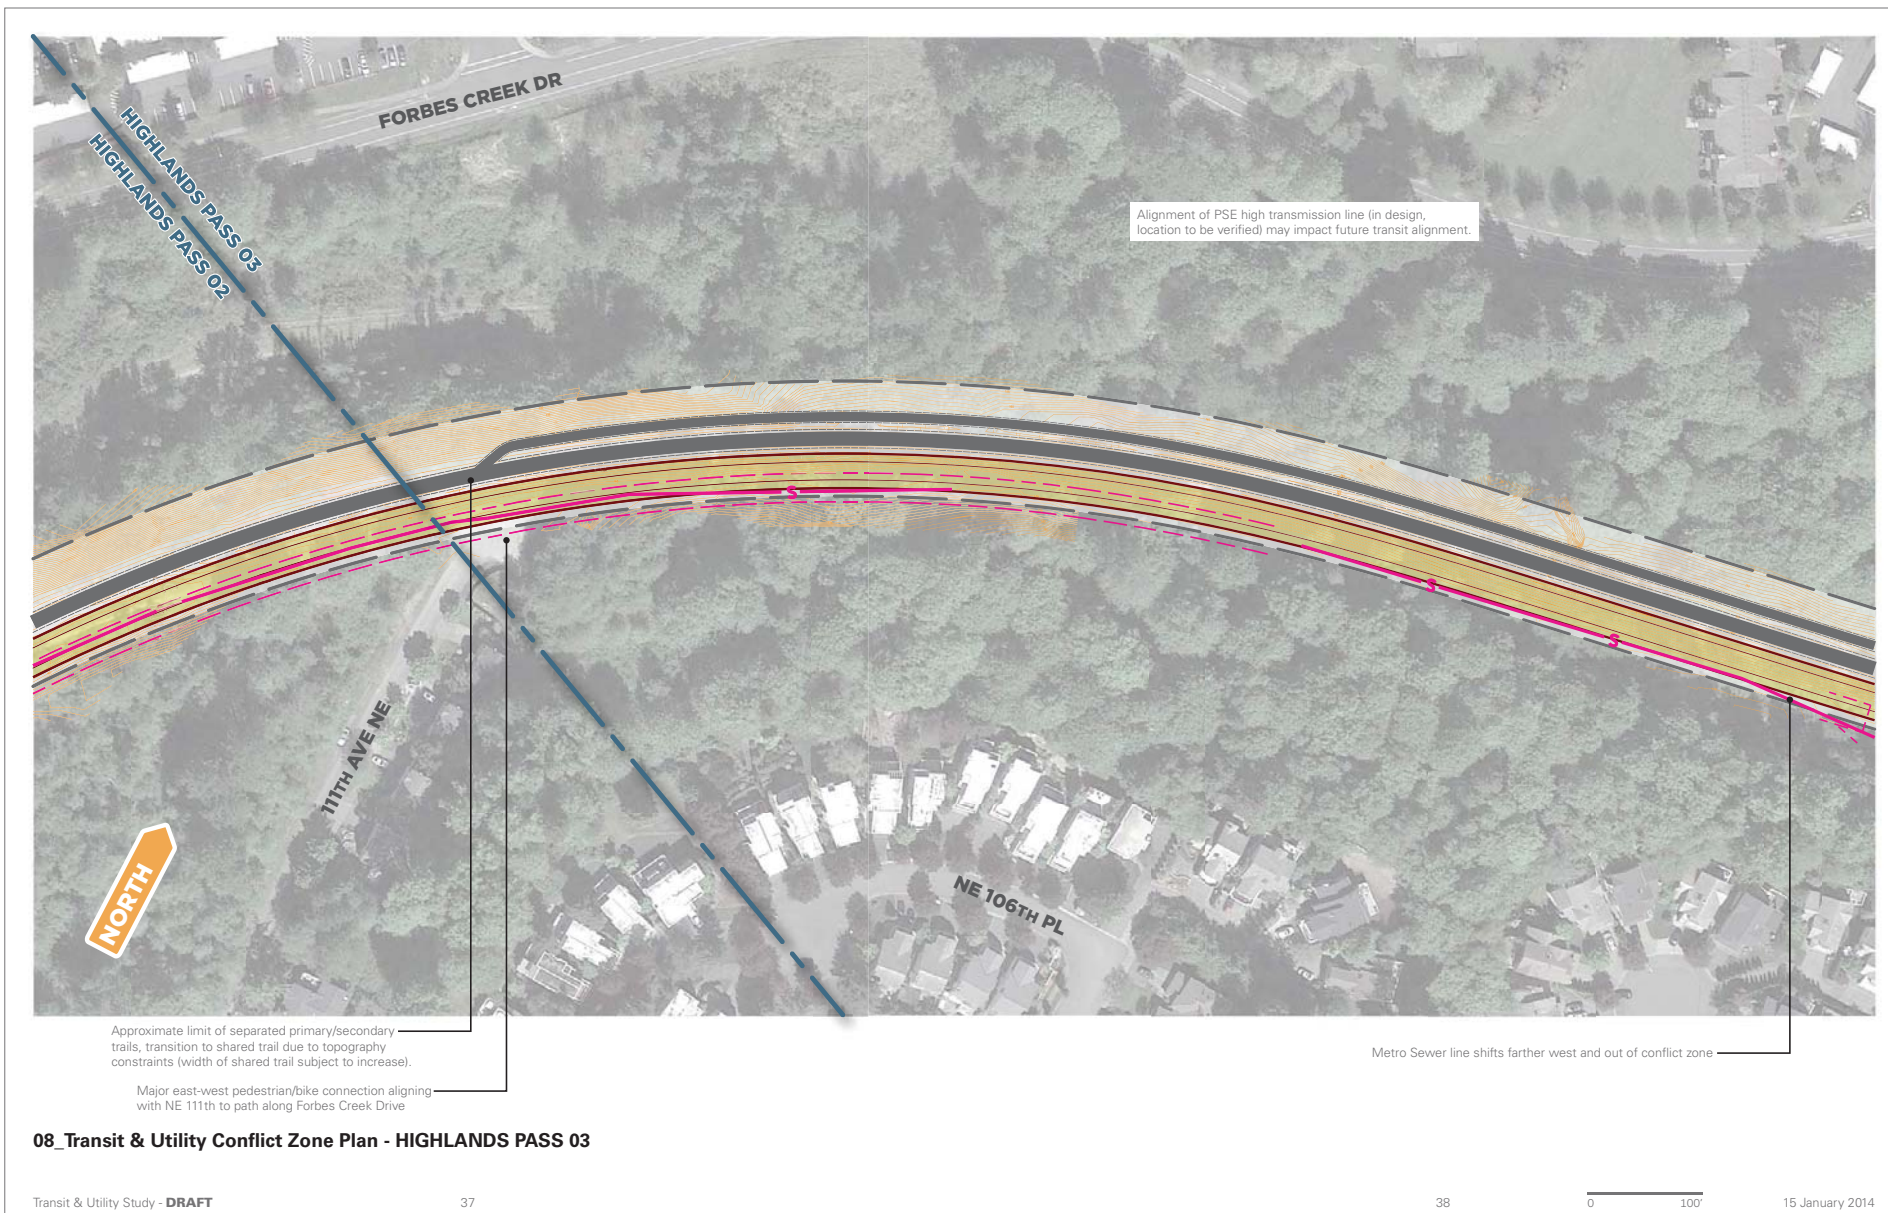 FORBES CREEK DR
HIGHLANDS PASS 03
HIGHLANDS PASS 02
Alignment of PSE high transmission line (in design,
location to be verified) may impact future transit alignment.
S
S
S
111TH AVE NE
NE 106TH PL
NORTH
Approximate limit of separated primary/secondary
trails, transition to shared trail due to topography
constraints (width of shared trail subject to increase).
Metro Sewer line shifts farther west and out of conflict zone
Major east-west pedestrian/bike connection aligning
with NE 111th to path along Forbes Creek Drive
08_Transit & Utility Conflict Zone Plan - HIGHLANDS PASS 03
Transit & Utility Study - DRAFT
37
38
0 100'
15 January 2014